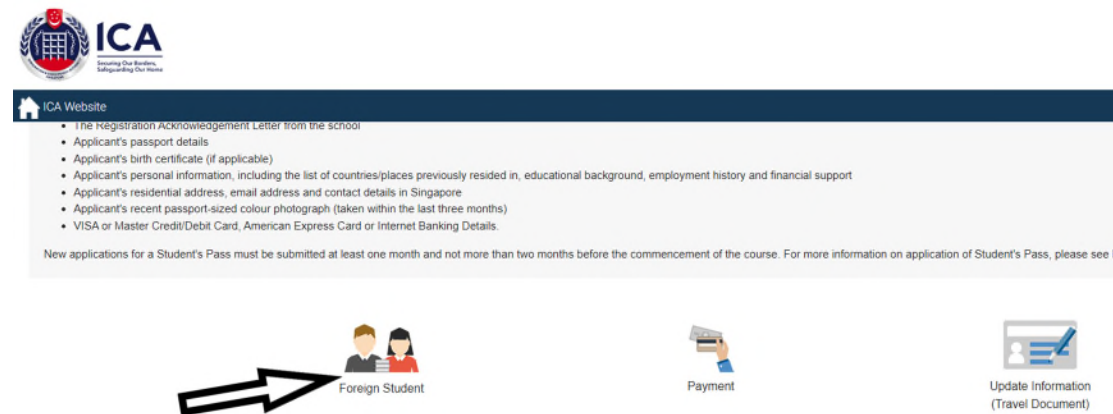 ICA
Securing Our Borders,
Safeguarding Our Home
ICA Website
The Registration Acknowledgement Letter from the school
Applicant's passport details
Applicant's birth certificate (if applicable)
Applicant's personal information, including the list of countries/places previously resided in, educational background, employment history and financial support
Applicant's residential address, email address and contact details in Singapore
Applicant's recent passport-sized colour photograph (taken within the last three months)
VISA or Master Credit/Debit Card, American Express Card or Internet Banking Details.
New applications for a Student's Pass must be submitted at least one month and not more than two months before the commencement of the course. For more information on application of Student's Pass, please see
Foreign Student
Payment
Update Information
(Travel Document)